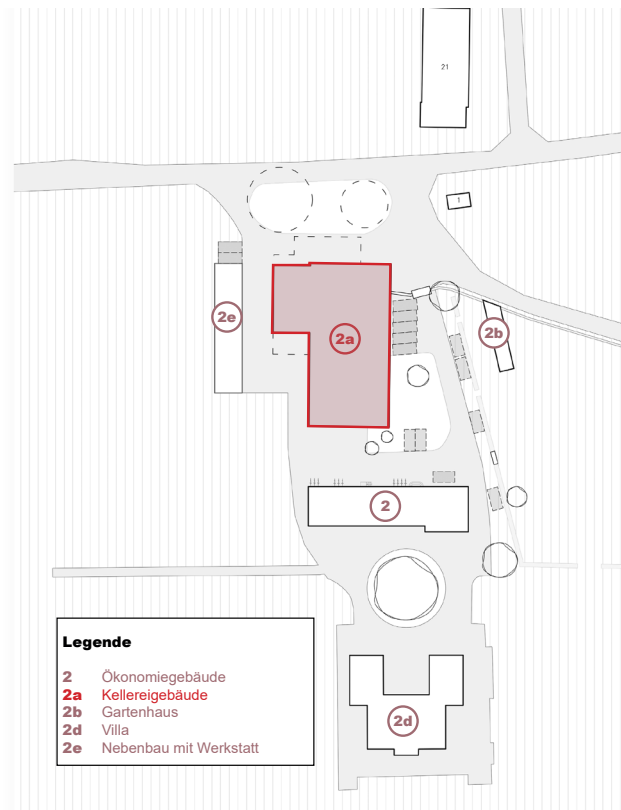 21
1
2e
2a
2b
2
2d
Legende
2 Ökonomiegebäude
2a Kellereigebäude
2b Gartenhaus
2d Villa
2e Nebenbau mit Werkstatt